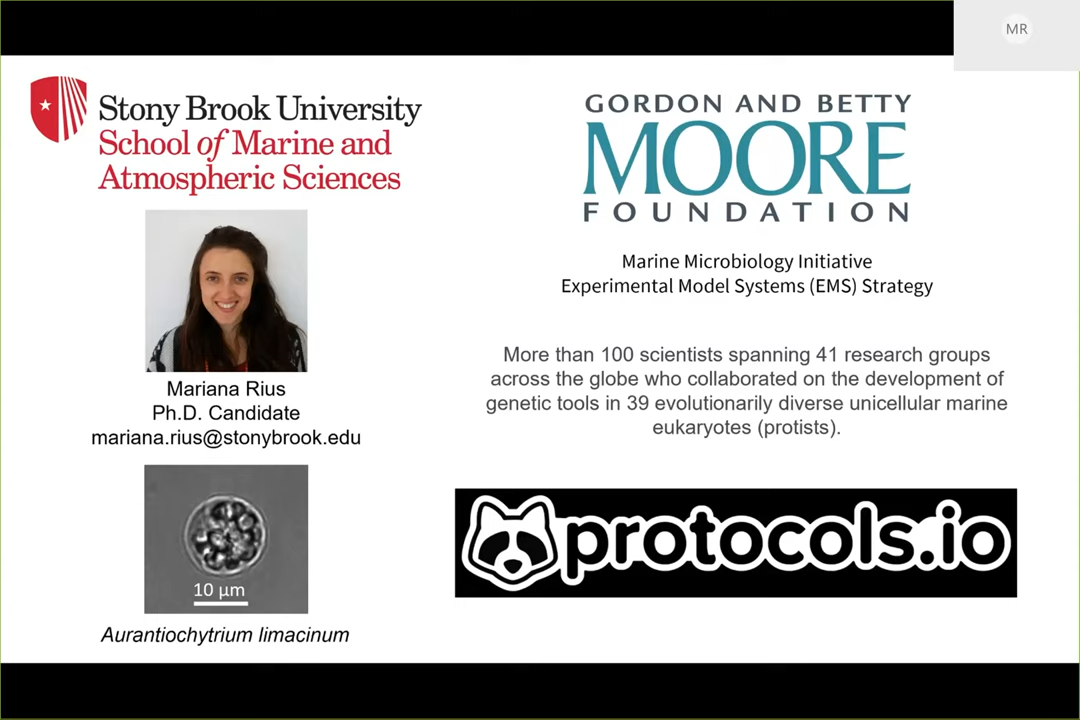 MR
Stony Brook University
School of Marine and
Atmospheric Sciences
Mariana Rius
Ph.D. Candidate
mariana.rius@stonybrook.edu
10 µm
Aurantiochytrium limacinum
GORDON AND BETTY
MOORE
FOUNDATION
Marine Microbiology Initiative
Experimental Model Systems (EMS) Strategy
More than 100 scientists spanning 41 research groups
across the globe who collaborated on the development of
genetic tools in 39 evolutionarily diverse unicellular marine
eukaryotes (protists).
protocols.io